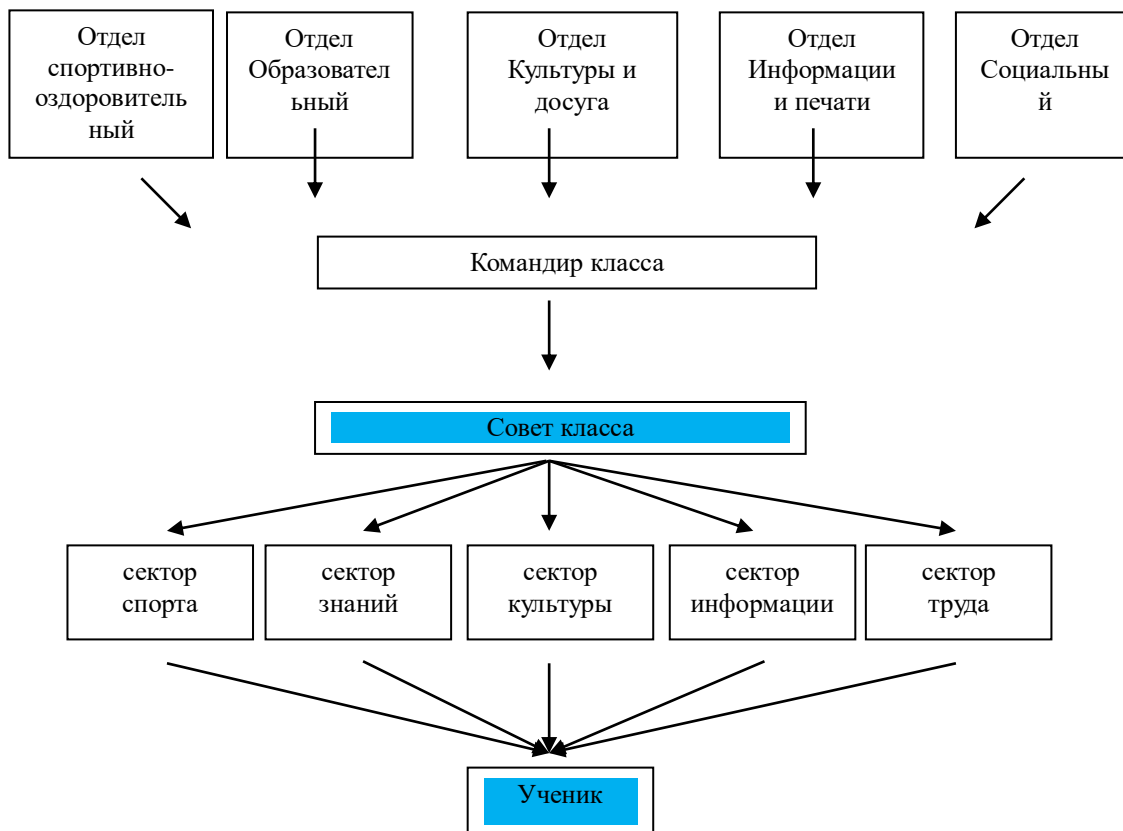 Отдел
спортивно-
оздоровитель
ный
Отдел
Образовател
ьный
Отдел
Культуры и
досуга
Отдел
Информации
и печати
Отдел
Социальны
й
Командир класса
Совет класса
сектор
спорта
сектор
знаний
сектор
культуры
сектор
информации
сектор
труда
Ученик